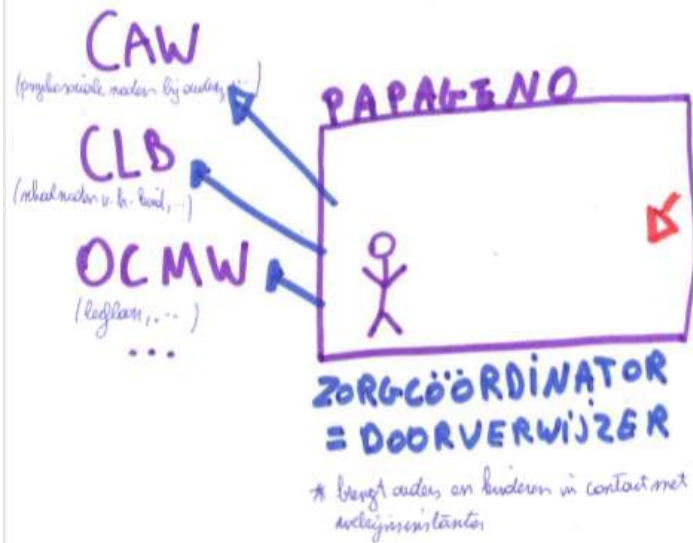 CAW
(psychosociale noden bij ouders, ...)
CLB
(schoolnoden v. h. kind, ...)
OCMW
(leefloon, ...)
...
PAPAGENO
ZORGCÖÖRDINATOR
= DOORVERWIJZER
* brengt ouders en kinderen in contact met
welzijnsinstanties